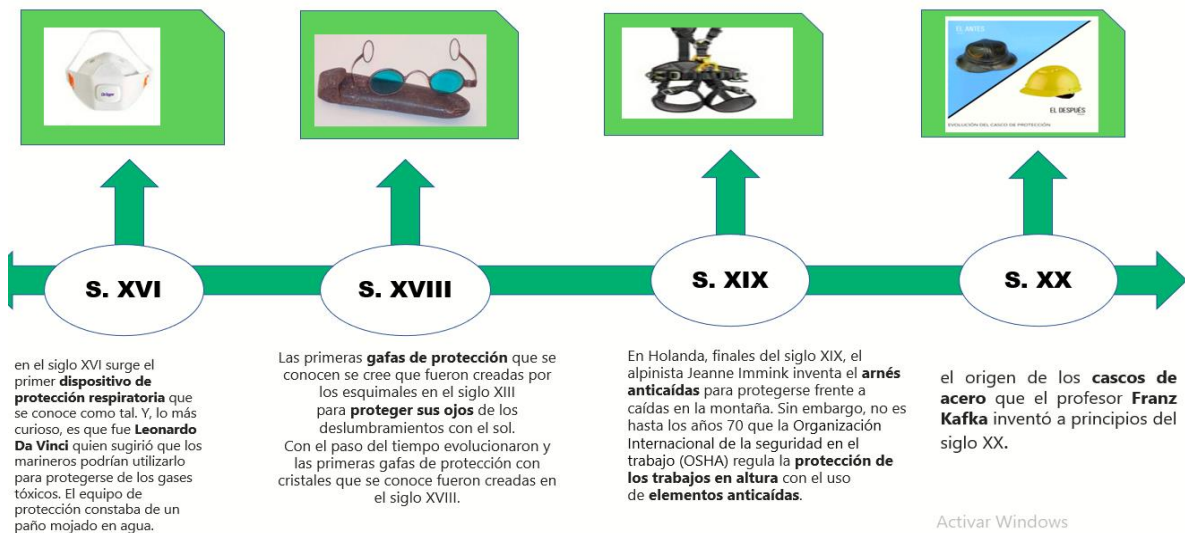 Dräger
EL ANTES
EL DESPUÉS
EVOLUCIÓN DEL CASCO DE PROTECCIÓN
S. XVI
S. XVIII
S. XIX
S. XX
en el siglo XVI surge el
primer dispositivo de
protección respiratoria que
se conoce como tal. Y, lo más
curioso, es que fue Leonardo
Da Vinci quien sugirió que los
marineros podrían utilizarlo
para protegerse de los gases
tóxicos. El equipo de
protección constaba de un
paño mojado en agua.
Las primeras gafas de protección que se
conocen se cree que fueron creadas por
los esquimales en el siglo XIII
para proteger sus ojos de los
deslumbramientos con el sol.
Con el paso del tiempo evolucionaron y
las primeras gafas de protección con
cristales que se conoce fueron creadas en
el siglo XVIII.
En Holanda, finales del siglo XIX, el
alpinista Jeanne Immink inventa el arnés
anticaídas para protegerse frente a
caídas en la montaña. Sin embargo, no es
hasta los años 70 que la Organización
Internacional de la seguridad en el
trabajo (OSHA) regula la protección de
los trabajos en altura con el uso
de elementos anticaídas.
el origen de los cascos de
acero que el profesor Franz
Kafka inventó a principios del
siglo XX.
Activar Windows